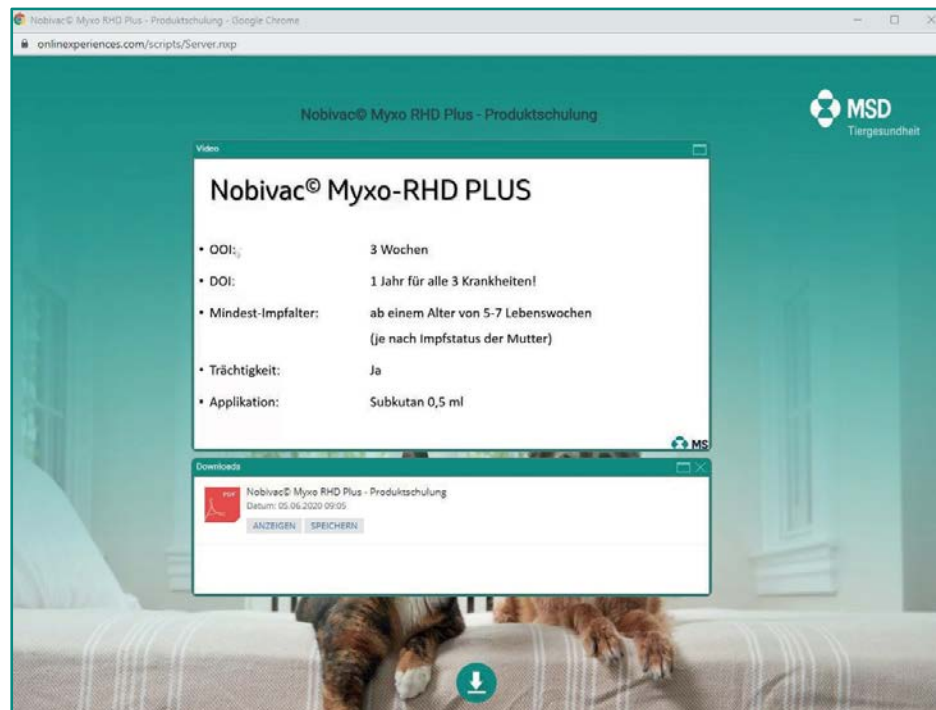 Nobivac© Myxo RHD Plus - Produktschulung - Google Chrome
onlinexperiences.com/scripts/Server.nxp
Nobivac© Myxo RHD Plus - Produktschulung
MSD
Tiergesundheit
Video
Nobivac© Myxo-RHD PLUS
• OOI: 3 Wochen
• DOI: 1 Jahr für alle 3 Krankheiten!
• Mindest-Impfalter: ab einem Alter von 5-7 Lebenswochen
(je nach Impfstatus der Mutter)
• Trächtigkeit: Ja
• Applikation: Subkutan 0,5 ml
MS
Downloads
PDF
Nobivac© Myxo RHD Plus - Produktschulung
Datum: 05.06.2020 09:05
ANZEIGEN SPEICHERN